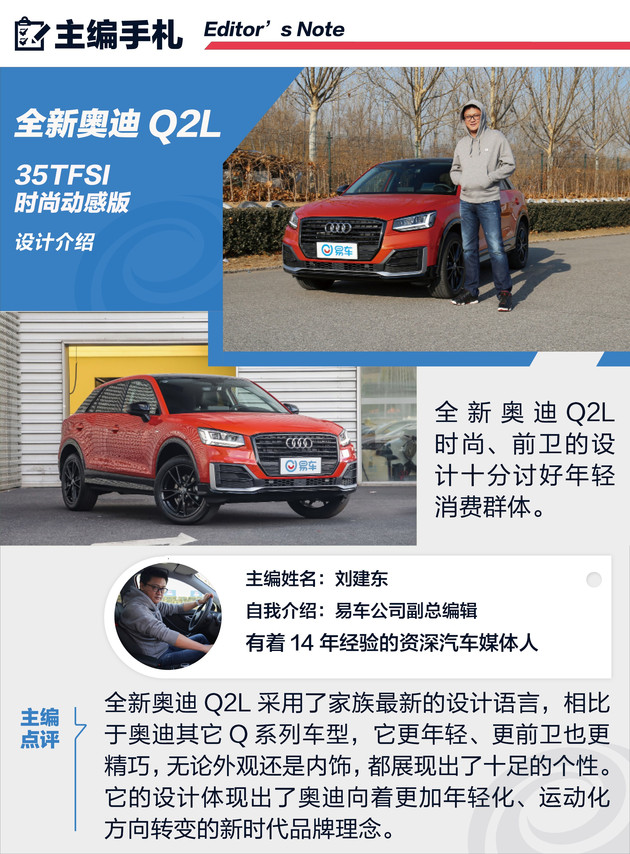 主编手札 Editor's Note
全新奥迪 Q2L
35TFSI
时尚动感版
设计介绍
易车
易车
全新奥迪 Q2L
时尚、前卫的设
计十分讨好年轻
消费群体。
主编姓名：刘建东
自我介绍：易车公司副总编辑
有着 14 年经验的资深汽车媒体人
主编
点评
全新奥迪 Q2L 采用了家族最新的设计语言，相比
于奥迪其它 Q 系列车型，它更年轻、更前卫也更
精巧，无论外观还是内饰，都展现出了十足的个性。
它的设计体现出了奥迪向着更加年轻化、运动化
方向转变的新时代品牌理念。